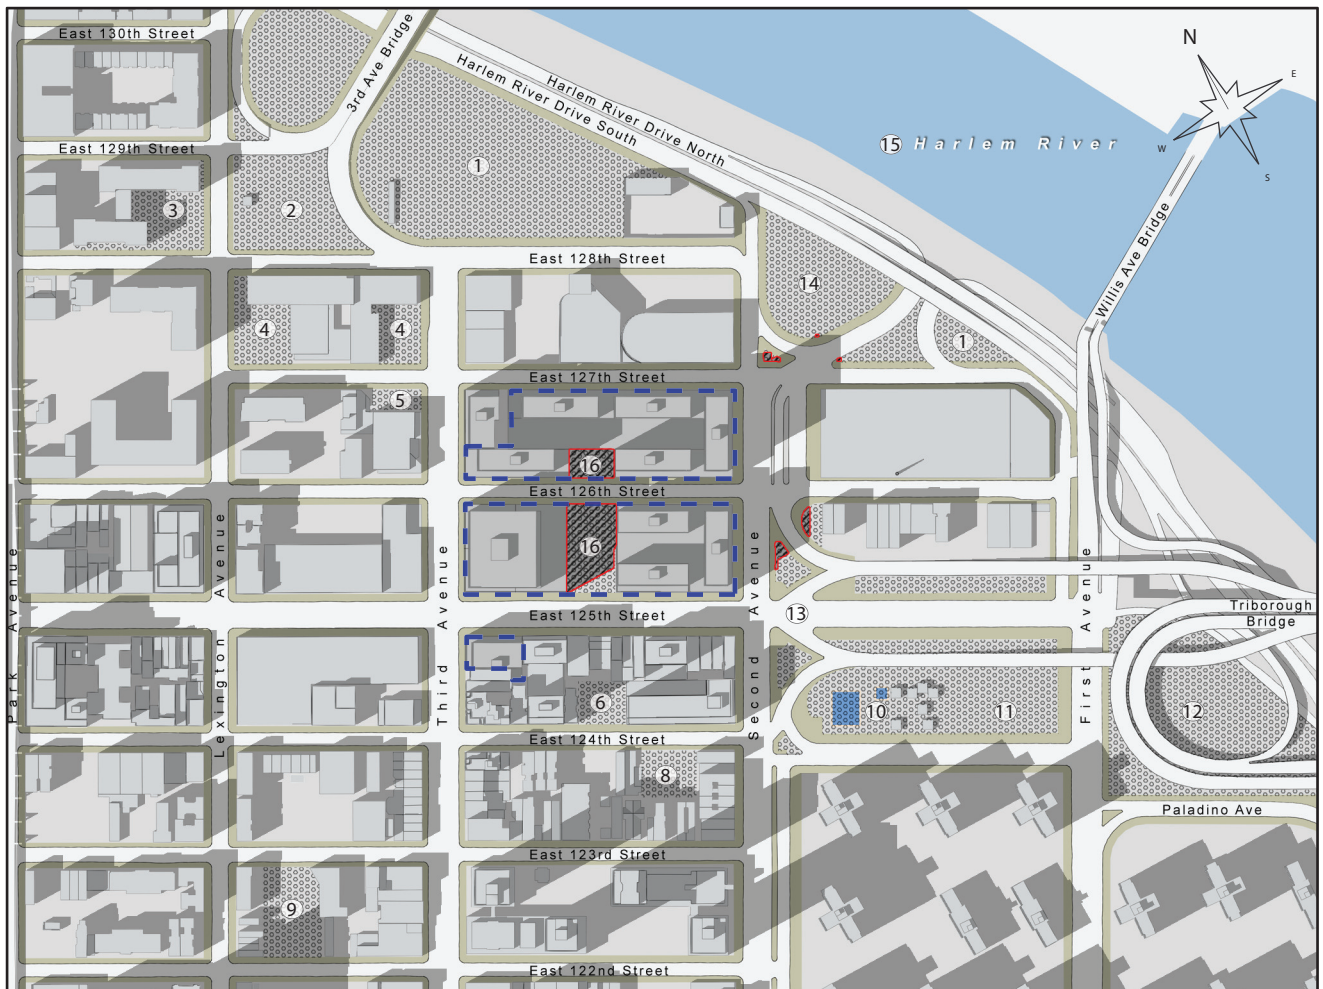 East 130th Street
3rd Ave Bridge
N
E
Harlem River Drive North
Harlem River Drive South
15 Harlem River
W
S
East 129th Street
1
3
2
Willis Ave Bridge
East 128th Street
14
4
4
1
East 127th Street
5
16
East 126th Street
16
Park Avenue
Lexington Avenue
Third Avenue
Second Avenue
First Avenue
East 125th Street
13
Triborough
Bridge
6
10
11
12
East 124th Street
8
Paladino Ave
East 123rd Street
9
East 122nd Street